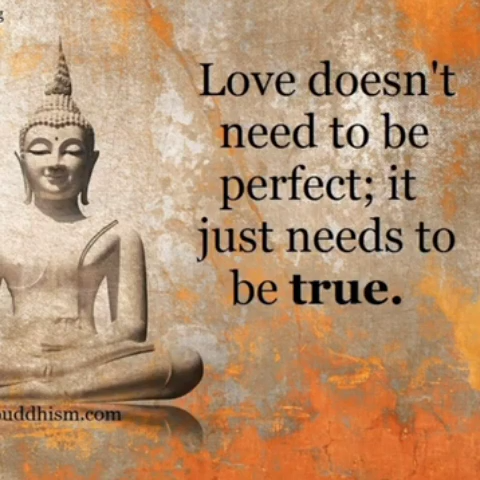 g
Love doesn't
need to be
perfect; it
just needs to
be true.
uddhism.com